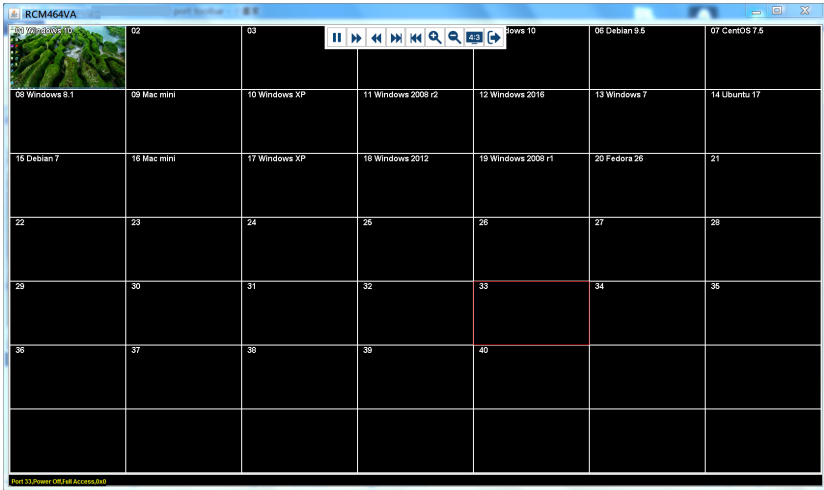 RCM464VA
01 Windows 10
02
03
4:3
dows 10
06 Debian 9.5
07 CentOS 7.5
08 Windows 8.1
09 Mac mini
10 Windows XP
11 Windows 2008 r2
12 Windows 2016
13 Windows 7
14 Ubuntu 17
15 Debian 7
16 Mac mini
17 Windows XP
18 Windows 2012
19 Windows 2008 r1
20 Fedora 26
21
22
23
24
25
26
27
28
29
30
31
32
33
34
35
36
37
38
39
40
Port 33,Power Off,Full Access,0x0